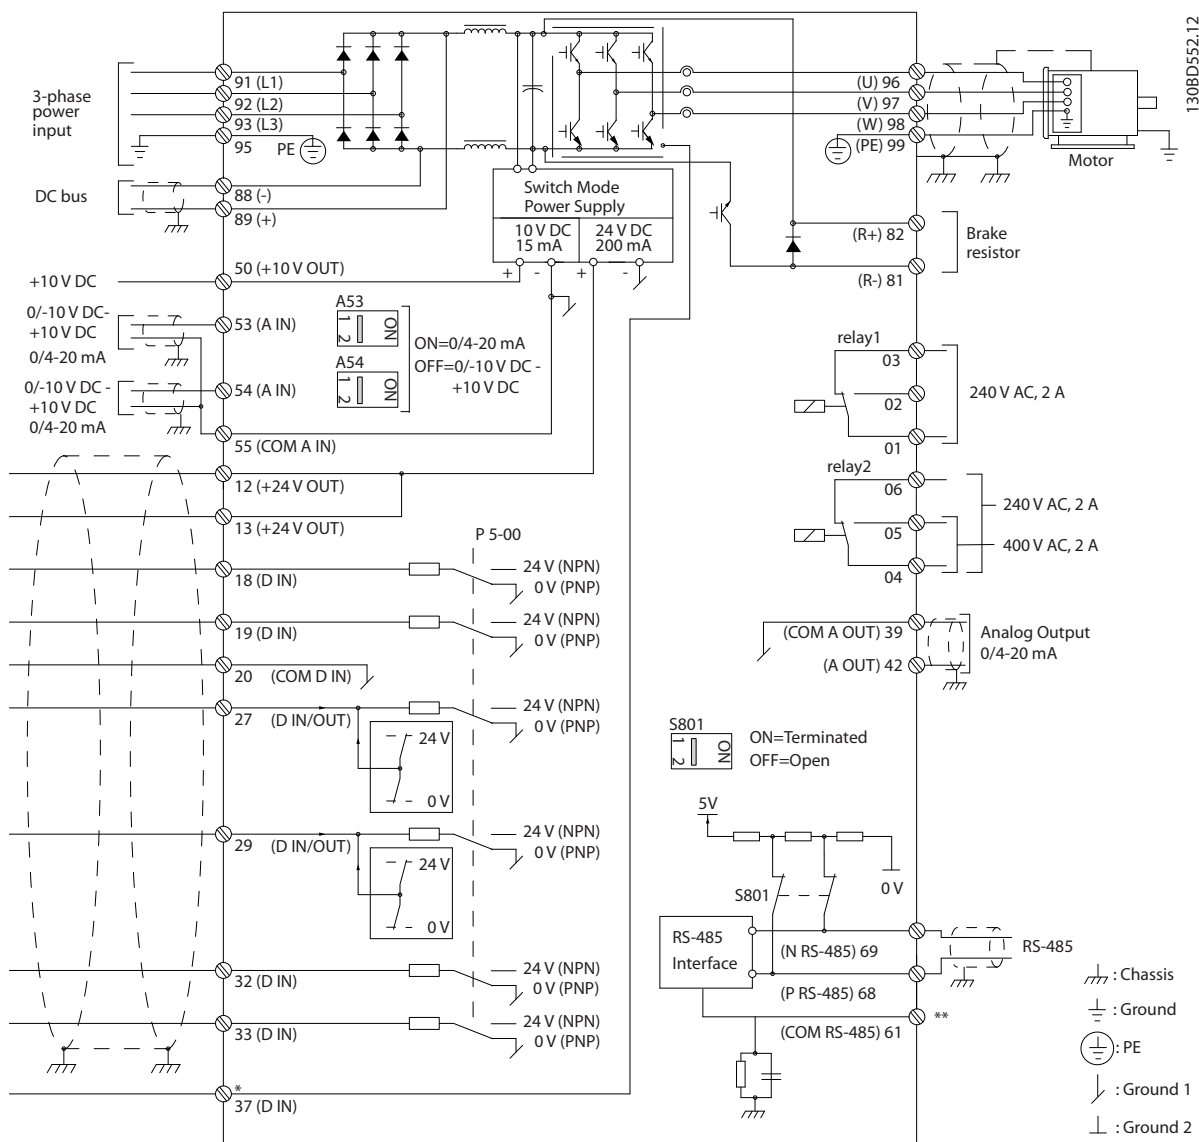 130BD552.12
3-phase
power
input
91 (L1)
92 (L2)
93 (L3)
95
PE
DC bus
88 (-)
89 (+)
50 (+10 V OUT)
+10 V DC
0/-10 V DC-
+10 V DC
0/4-20 mA
53 (A IN)
0/-10 V DC -
+10 V DC
0/4-20 mA
54 (A IN)
55 (COM A IN)
12 (+24 V OUT)
13 (+24 V OUT)
18 (D IN)
19 (D IN)
20 (COM D IN)
27 (D IN/OUT)
24 V
0 V
29 (D IN/OUT)
24 V
0 V
32 (D IN)
33 (D IN)
*
37 (D IN)
Switch Mode
Power Supply
10 V DC
15 mA
24 V DC
200 mA
+ - + -
A53
1 2 ON
A54
1 2 ON
ON=0/4-20 mA
OFF=0/-10 V DC -
+10 V DC
P 5-00
24 V (NPN)
0 V (PNP)
24 V (NPN)
0 V (PNP)
24 V (NPN)
0 V (PNP)
24 V (NPN)
0 V (PNP)
24 V (NPN)
0 V (PNP)
24 V (NPN)
0 V (PNP)
(U) 96
(V) 97
(W) 98
(PE) 99
Motor
(R+) 82
Brake
resistor
(R-) 81
relay1
03
02
01
240 V AC, 2 A
relay2
06
05
04
240 V AC, 2 A
400 V AC, 2 A
(COM A OUT) 39
(A OUT) 42
Analog Output
0/4-20 mA
S801
1 2 ON
ON=Terminated
OFF=Open
5V
0 V
S801
RS-485
Interface
(N RS-485) 69
(P RS-485) 68
(COM RS-485) 61
RS-485
**
: Chassis
: Ground
: PE
: Ground 1
: Ground 2